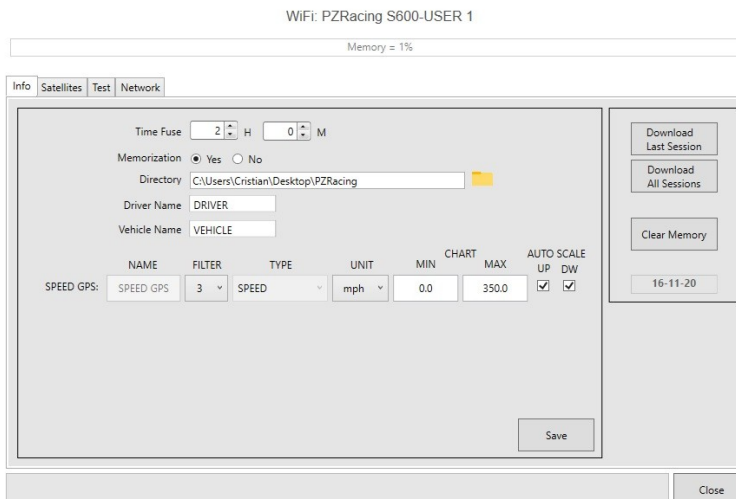 WiFi: PZRacing S600-USER 1
Memory = 1%
Info Satellites Test Network
Time Fuse 2 H 0 M
Memorization Yes No
Directory C:\Users\Cristian\Desktop\PZRacing
Driver Name DRIVER
Vehicle Name VEHICLE
CHART AUTO SCALE
NAME FILTER TYPE UNIT MIN MAX UP DW
SPEED GPS: SPEED GPS 3 SPEED mph 0.0 350.0
Save
Download
Last Session
Download
All Sessions
Clear Memory
16-11-20
Close